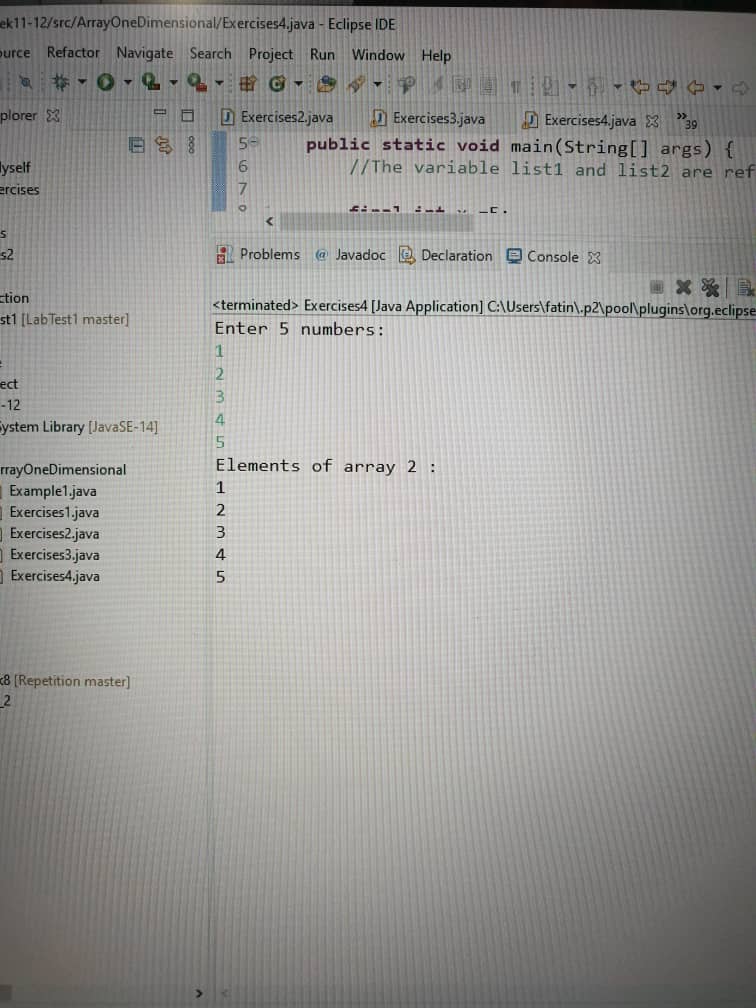 ek11-12/src/ArrayOneDimensional/Exercises4.java - Eclipse IDE
ource Refactor Navigate Search Project Run Window Help
plorer
Exercises2.java Exercises3.java Exercises4.java 39
5 public static void main(String[] args) {
6 //The variable list1 and list2 are ref
7
lyself
ercises
s
s2
Problems @ Javadoc Declaration Console
ction
<terminated> Exercises4 [Java Application] C:\Users\fatin\.p2\pool\plugins\org.eclipse
st1 [LabTest1 master]
Enter 5 numbers:
1
2
3
4
5
ect
-12
System Library [JavaSE-14]
Elements of array 2 :
1
2
3
4
5
rrayOneDimensional
Example1.java
Exercises1.java
Exercises2.java
Exercises3.java
Exercises4.java
k8 [Repetition master]
_2